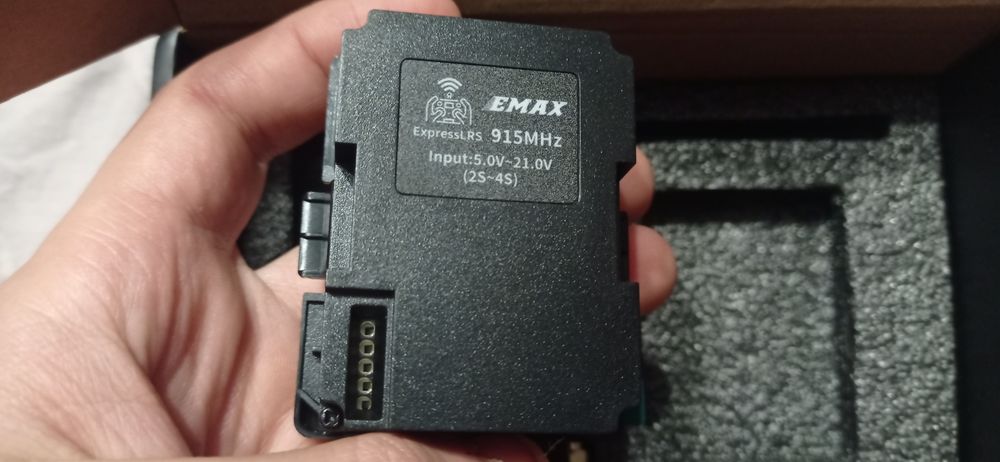 EMAX
ExpressLRS 915MHz
Input:5.0V~21.0V
(2S~4S)